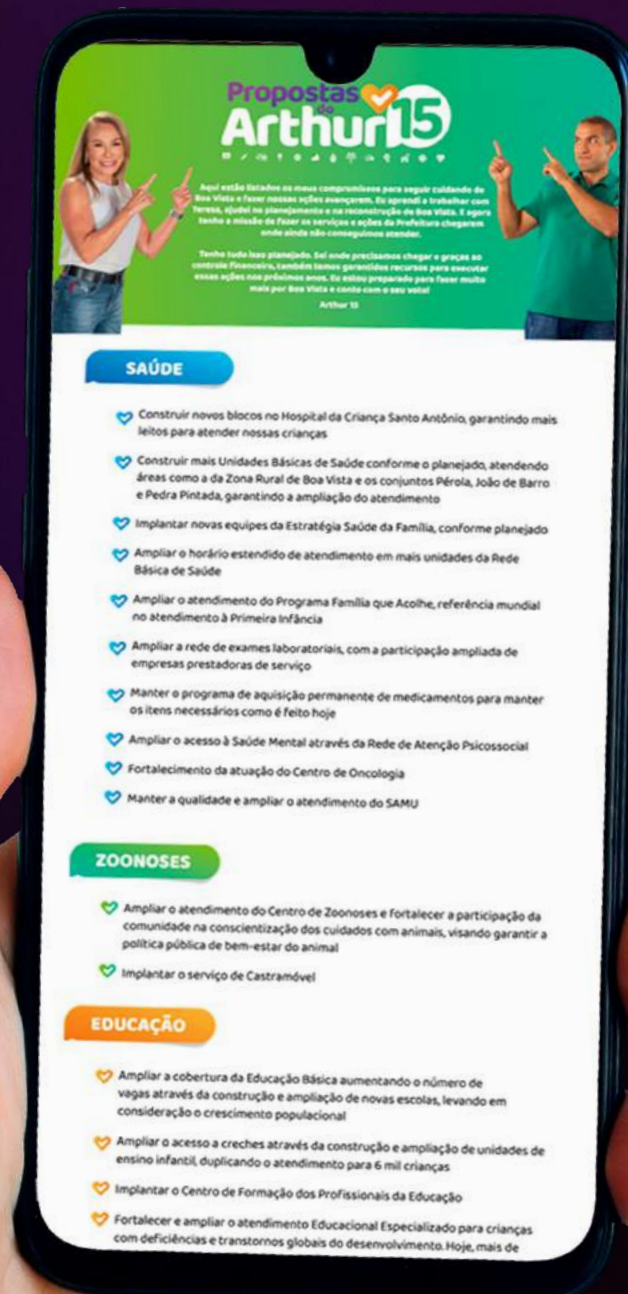 Propostas
do
Arthur 15
Aqui estão listados os meus compromissos para seguir cuidando de
Boa Vista e fazer nossas ações avançarem. Eu aprendi a trabalhar com
Teresa, ajudei no planejamento e na reconstrução de Boa Vista. E agora
tenho a missão de fazer os serviços e ações da Prefeitura chegarem
onde ainda não conseguimos atender.
Tenho tudo isso planejado. Sei onde precisamos chegar e graças ao
controle financeiro, também temos garantidos recursos para executar
essas ações nos próximos anos. Eu estou preparado para fazer muito
mais por Boa Vista e conto com o seu voto!
Arthur 15
SAÚDE
Construir novos blocos no Hospital da Criança Santo Antônio, garantindo mais
leitos para atender nossas crianças
Construir mais Unidades Básicas de Saúde conforme o planejado, atendendo
áreas como a da Zona Rural de Boa Vista e os conjuntos Pérola, João de Barro
e Pedra Pintada, garantindo a ampliação do atendimento
Implantar novas equipes da Estratégia Saúde da Família, conforme planejado
Ampliar o horário estendido de atendimento em mais unidades da Rede
Básica de Saúde
Ampliar o atendimento do Programa Família que Acolhe, referência mundial
no atendimento à Primeira Infância
Ampliar a rede de exames laboratoriais, com a participação ampliada de
empresas prestadoras de serviço
Manter o programa de aquisição permanente de medicamentos para manter
os itens necessários como é feito hoje
Ampliar o acesso à Saúde Mental através da Rede de Atenção Psicossocial
Fortalecimento da atuação do Centro de Oncologia
Manter a qualidade e ampliar o atendimento do SAMU
ZOONOSES
Ampliar o atendimento do Centro de Zoonoses e fortalecer a participação da
comunidade na conscientização dos cuidados com animais, visando garantir a
política pública de bem-estar do animal
Implantar o serviço de Castramóvel
EDUCAÇÃO
Ampliar a cobertura da Educação Básica aumentando o número de
vagas através da construção e ampliação de novas escolas, levando em
consideração o crescimento populacional
Ampliar o acesso a creches através da construção e ampliação de unidades de
ensino infantil, duplicando o atendimento para 6 mil crianças
Implantar o Centro de Formação dos Profissionais da Educação
Fortalecer e ampliar o atendimento Educacional Especializado para crianças
com deficiências e transtornos globais do desenvolvimento. Hoje, mais de